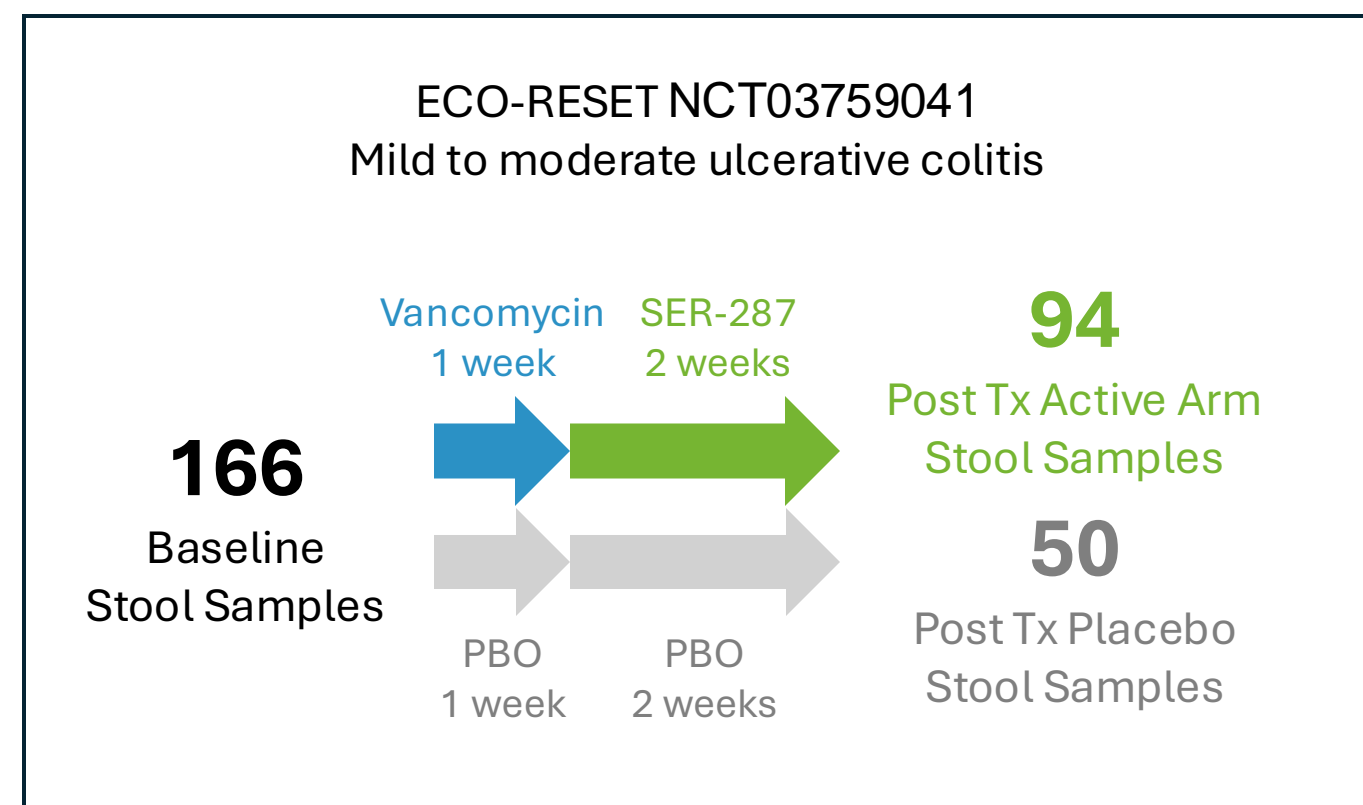 ECO-RESET NCT03759041
Mild to moderate ulcerative colitis
Vancomycin
1 week
SER-287
2 weeks
166
Baseline
Stool Samples
94
Post Tx Active Arm
Stool Samples
PBO
1 week
PBO
2 weeks
50
Post Tx Placebo
Stool Samples